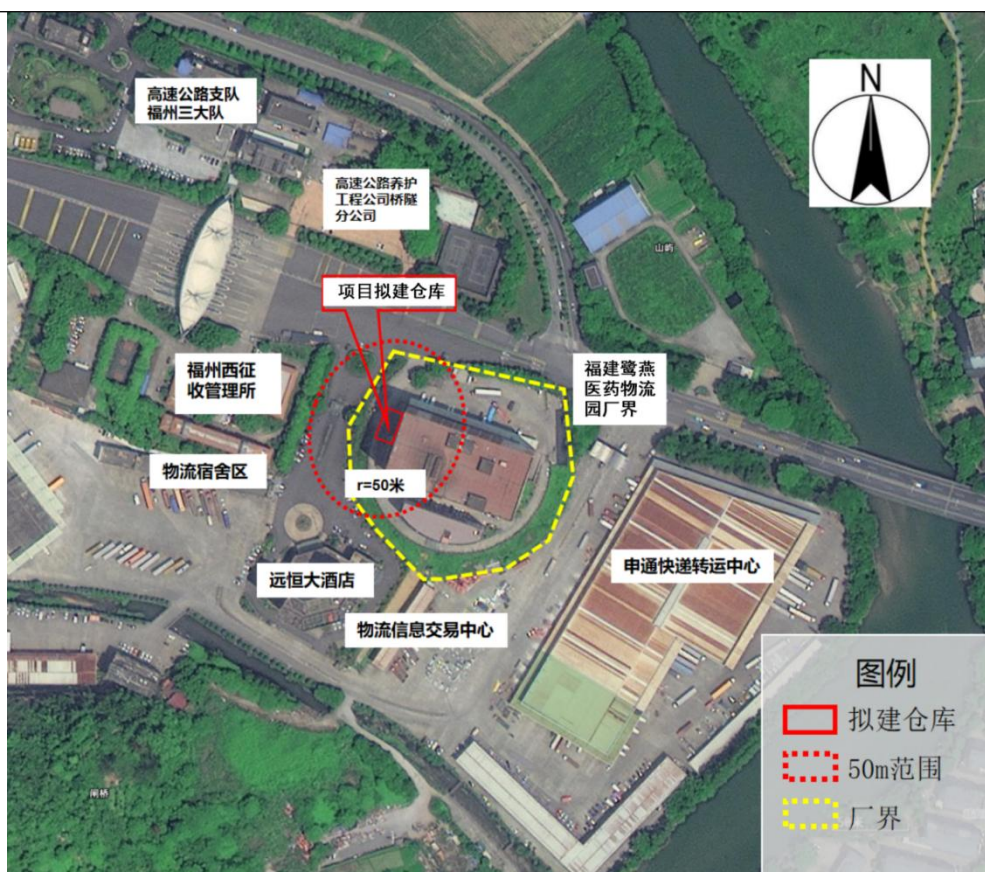 高速公路支队
福州三大队
N
高速公路养护
工程公司桥隧
分公司
山屿
项目拟建仓库
福州西征
收管理所
福建鹭燕
医药物流
园厂界
物流宿舍区
r=50米
远恒大酒店
申通快递转运中心
物流信息交易中心
图例
拟建仓库
50m范围
厂界
闸桥